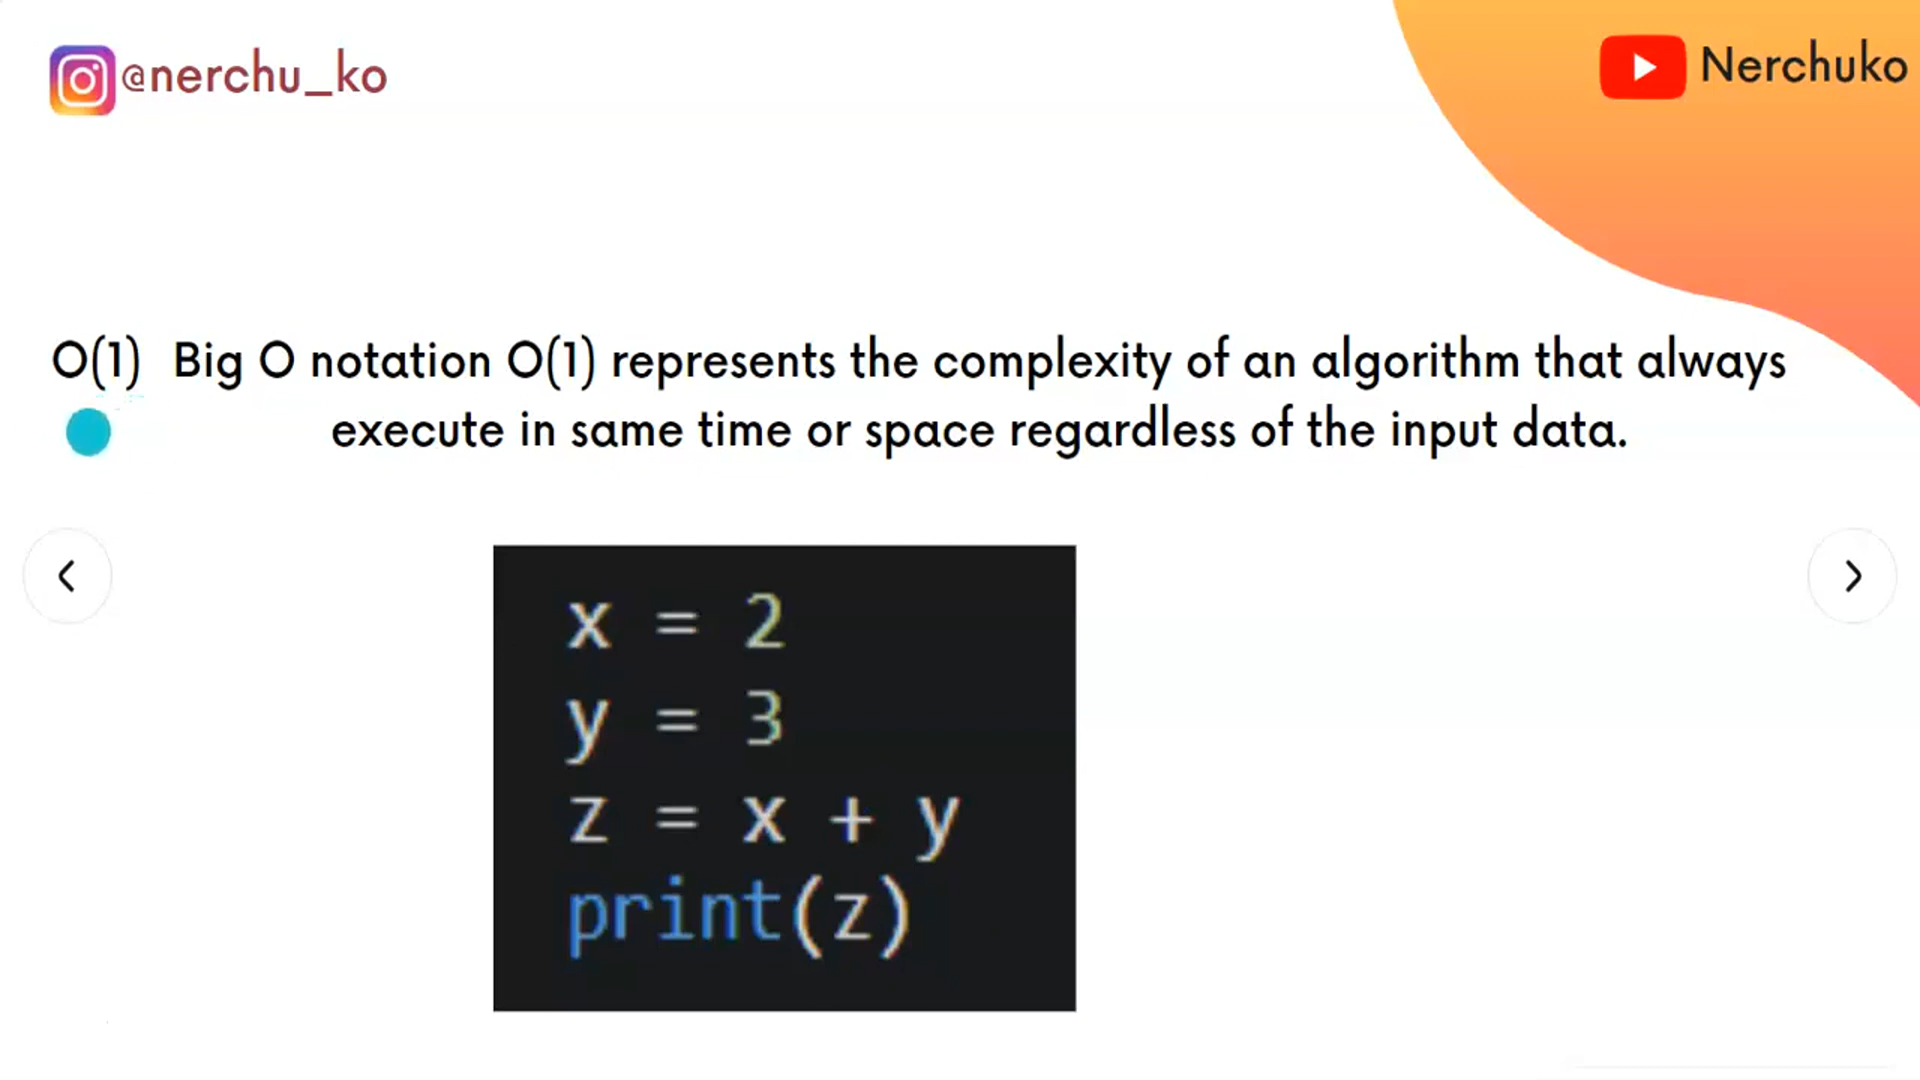 @nerchu_ko
Nerchuko
O(1) Big O notation O(1) represents the complexity of an algorithm that always
execute in same time or space regardless of the input data.
x = 2
y = 3
z = x + y
print(z)